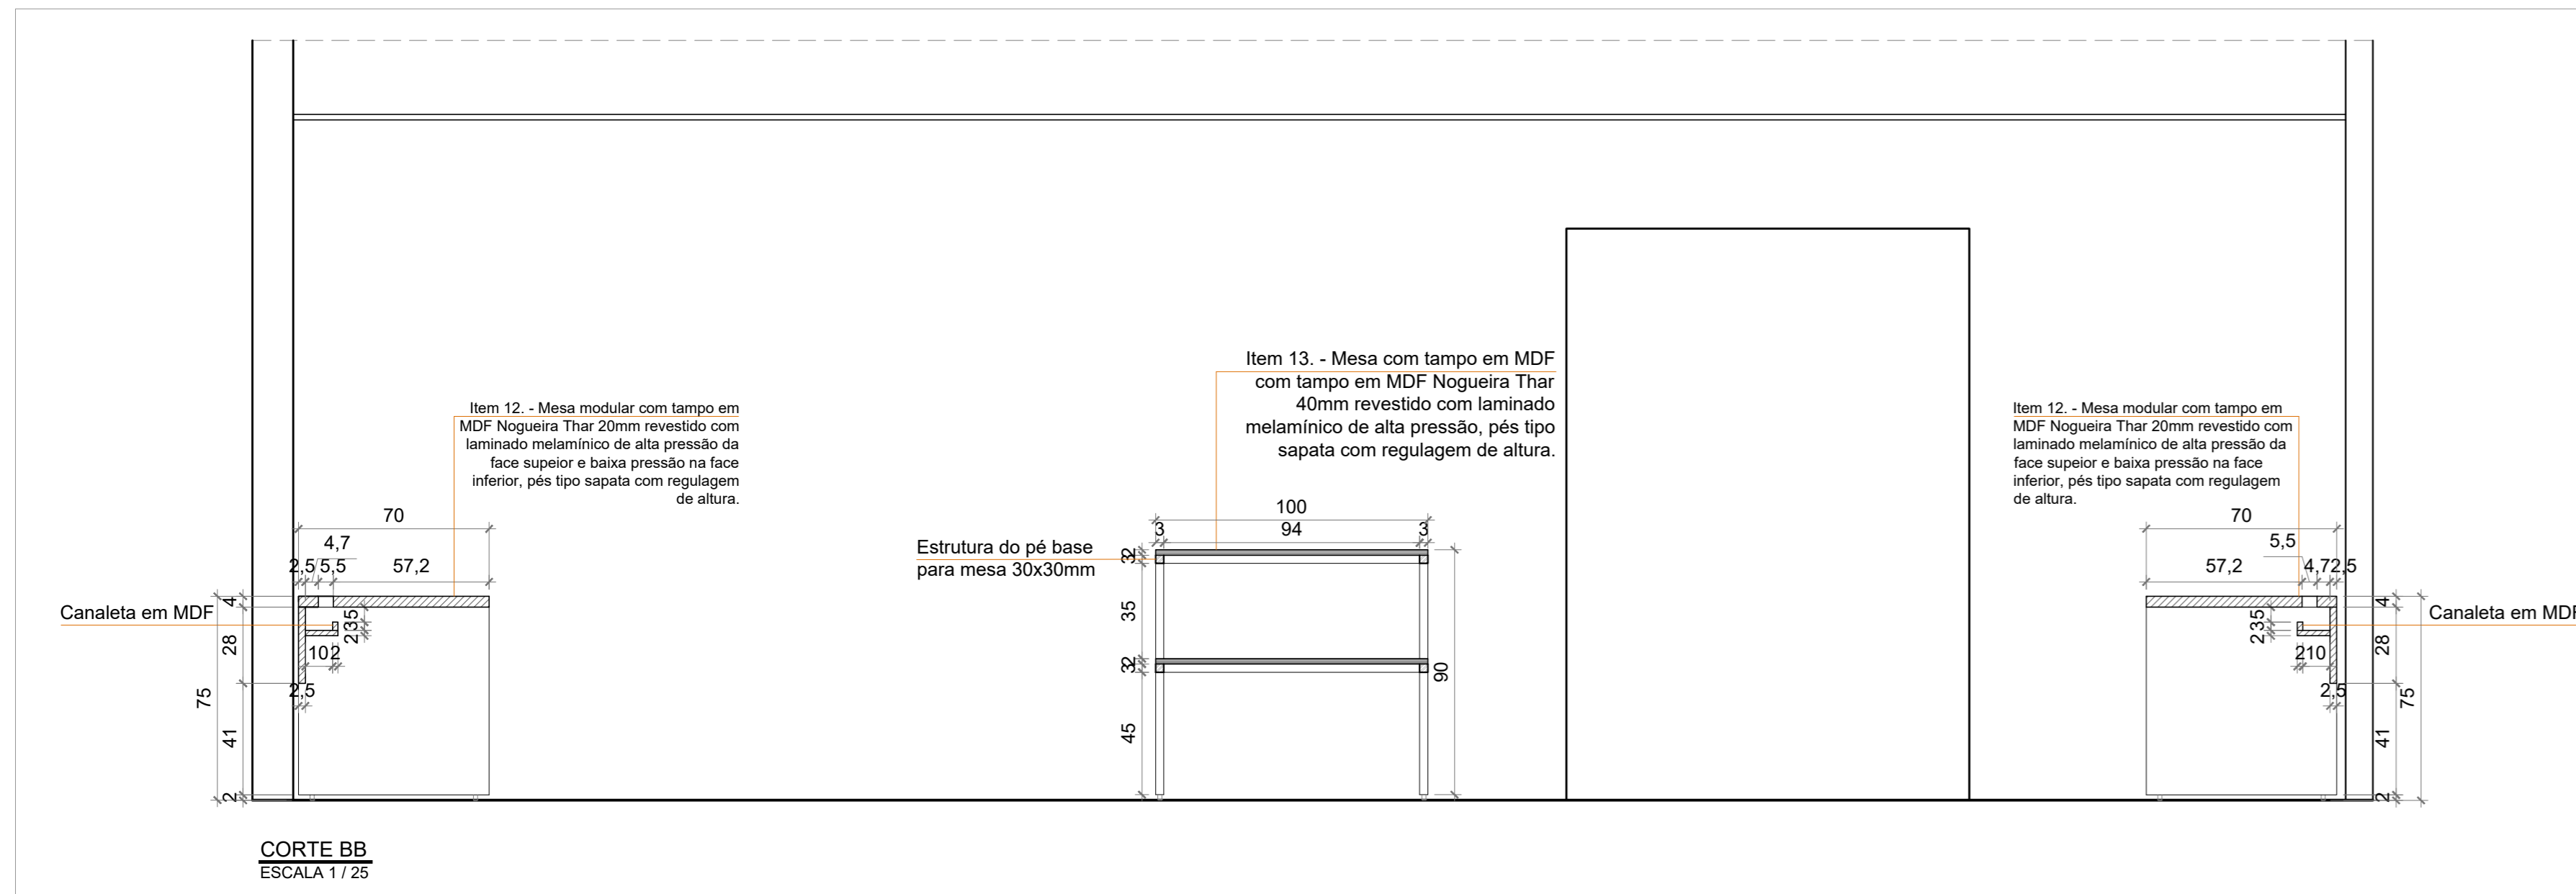 Item 13. - Mesa com tampo em MDF
com tampo em MDF Nogueira Thar
40mm revestido com laminado
melamínico de alta pressão, pés tipo
sapata com regulagem de altura.
Item 12. - Mesa modular com tampo em
MDF Nogueira Thar 20mm revestido com
laminado melamínico de alta pressão da
face supeior e baixa pressão na face
inferior, pés tipo sapata com regulagem
de altura.
Item 12. - Mesa modular com tampo em
MDF Nogueira Thar 20mm revestido com
laminado melamínico de alta pressão da
face supeior e baixa pressão na face
inferior, pés tipo sapata com regulagem
de altura.
70
4,7
2,5
5,5
57,2
Canaleta em MDF
4
28
75
41
2
5
3
2
10
2
2,5
Estrutura do pé base
para mesa 30x30mm
100
3
94
3
2
3
35
2
3
45
90
70
5,5
57,2
4,7
2,5
4
Canaleta em MDF
28
75
41
2
5
3
2
2
10
2,5
CORTE BB
ESCALA 1 / 25